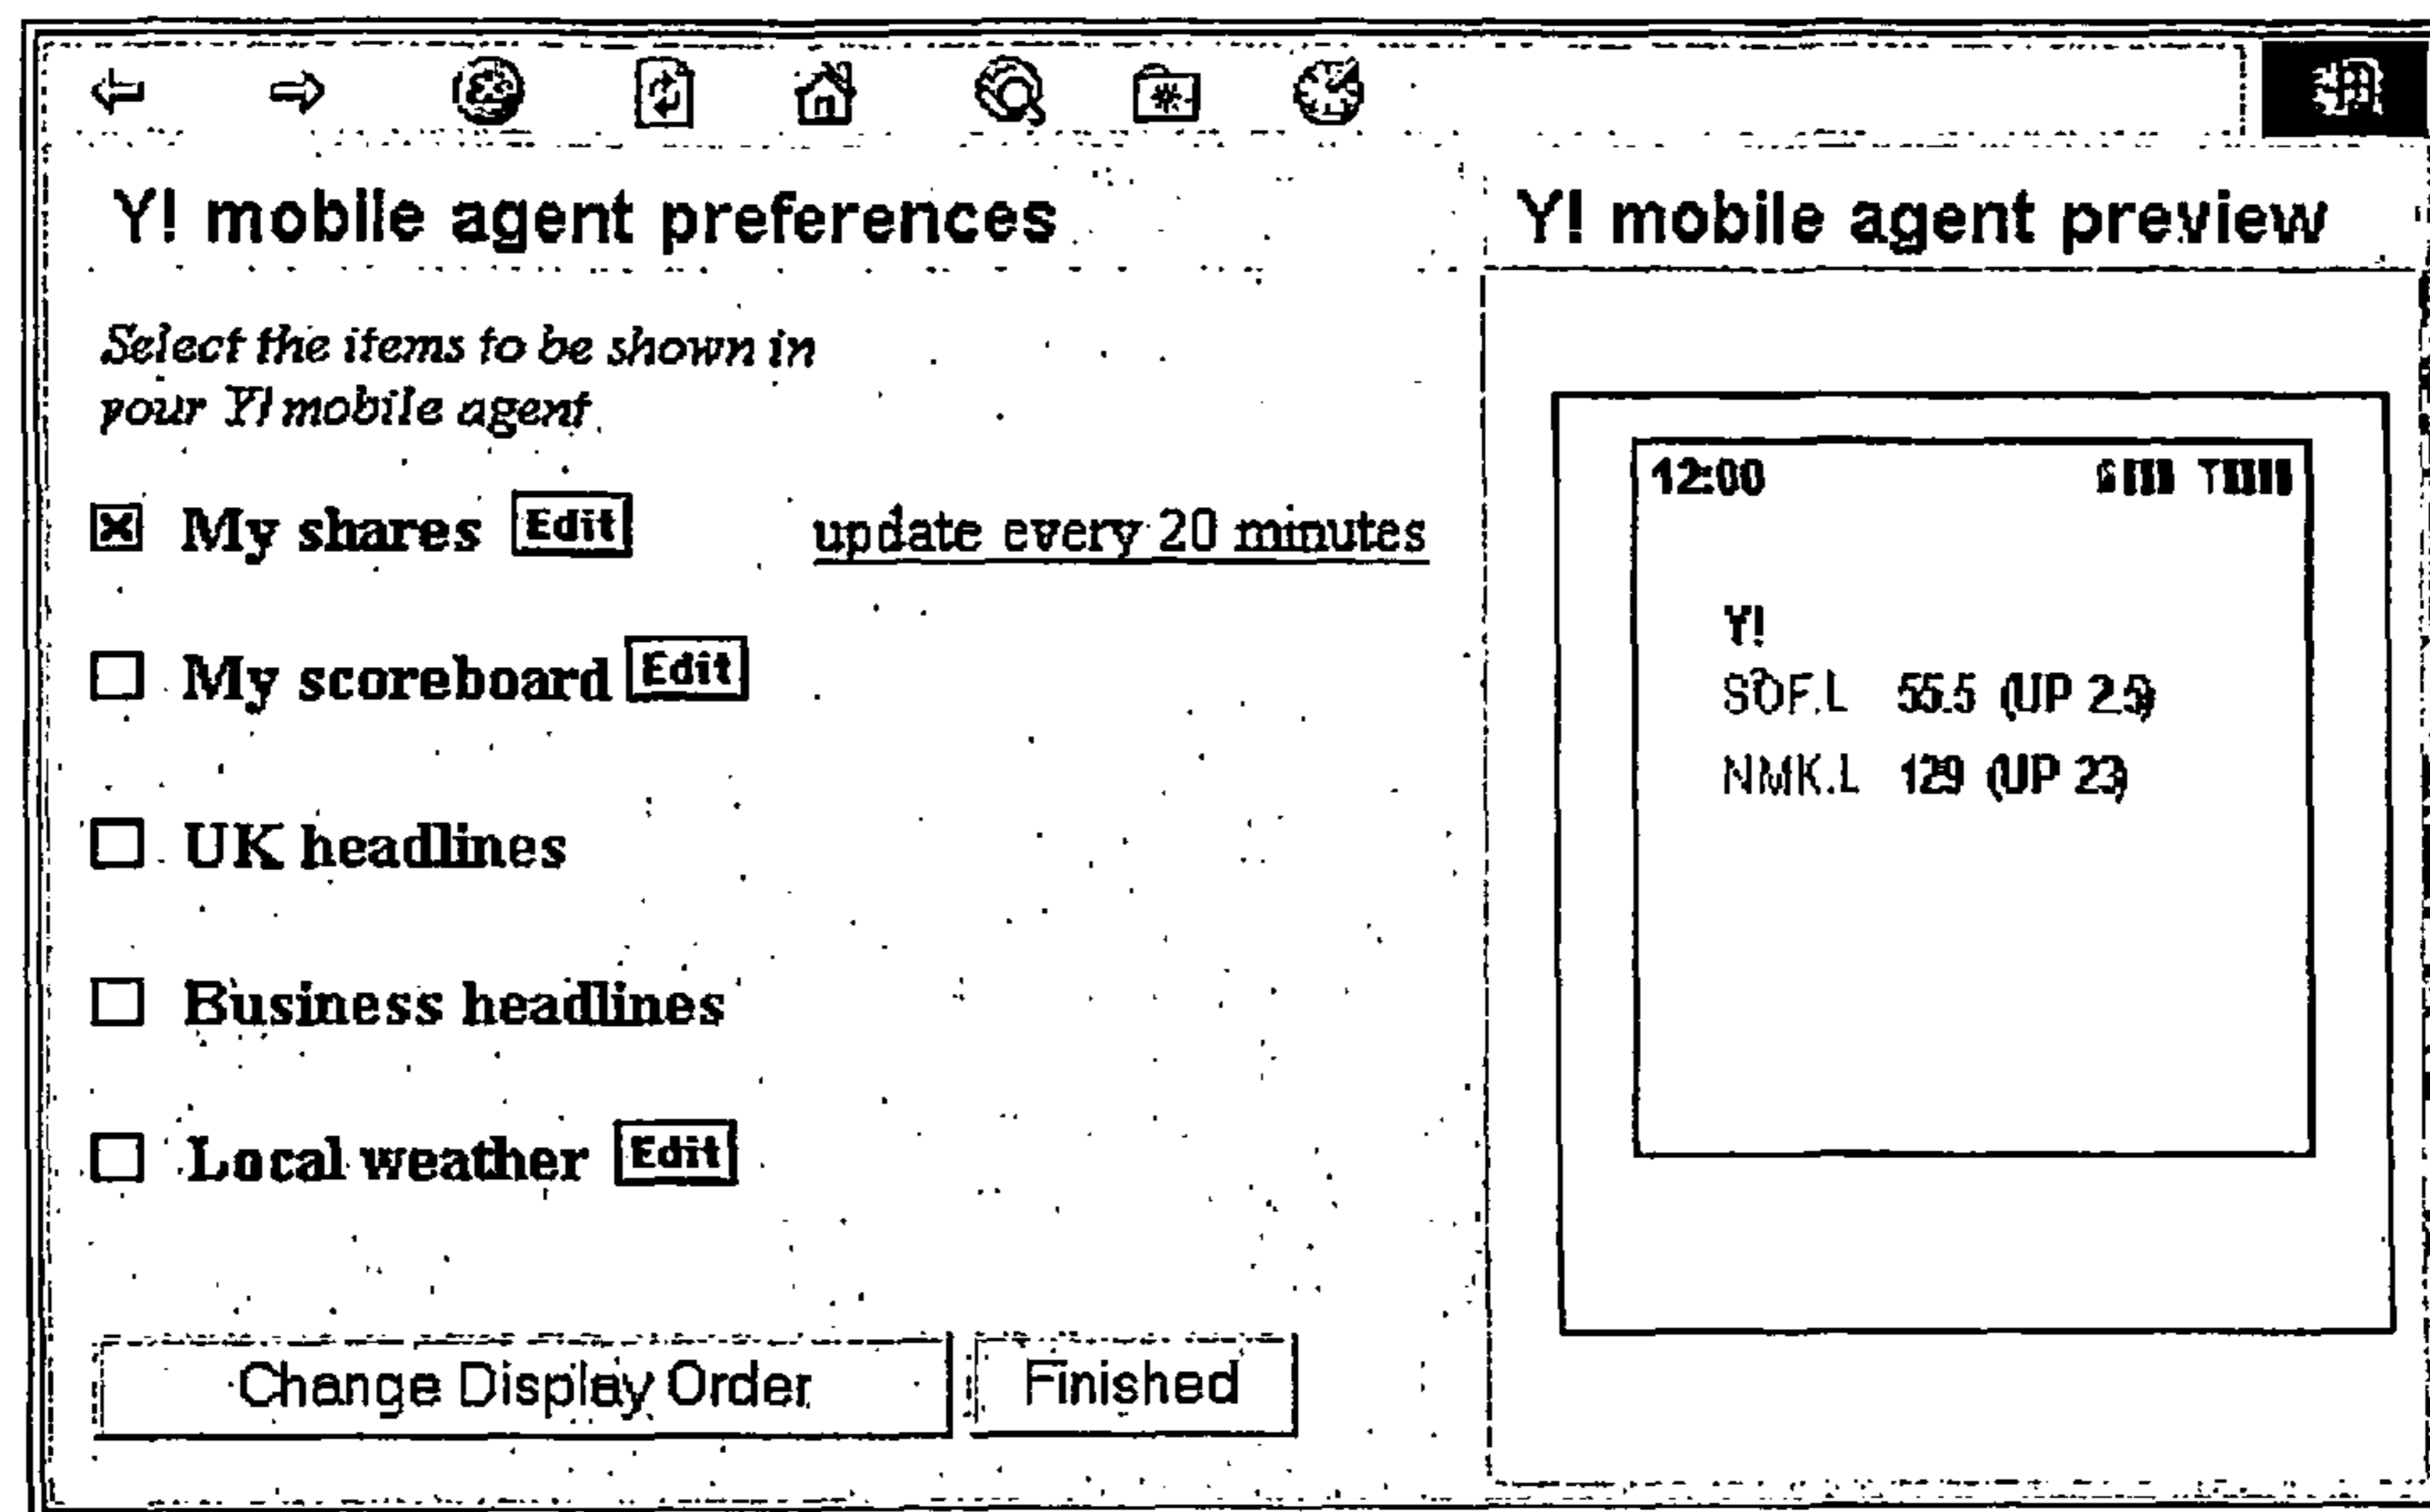 Y! mobile agent preferences
Select the items to be shown in
your Y! mobile agent
My shares Edit update every 20 minutes
My scoreboard Edit
UK headlines
Business headlines
Local weather Edit
Change Display Order Finished
Y! mobile agent preview
12:00
Y!
SOF.L 55.5 (UP 2.5)
NMK.L 129 (UP 23)